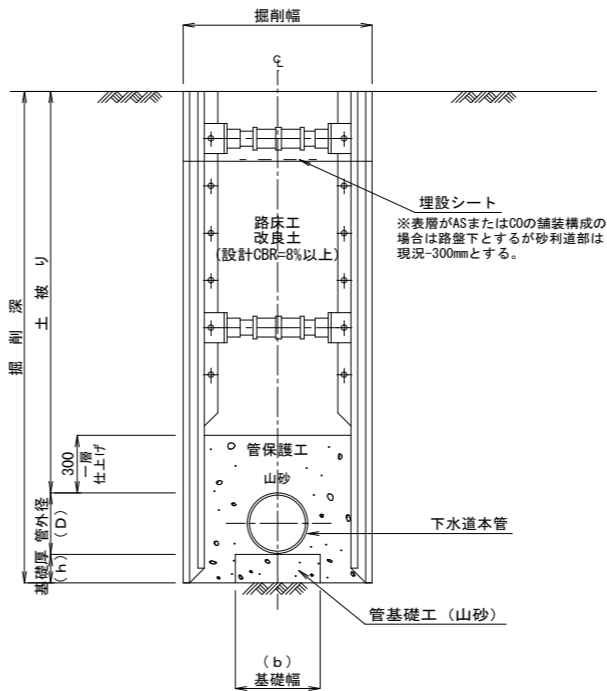 掘削幅
℄
埋設シート
※表層がASまたはCOの舗装構成の
場合は路盤下とするが砂利道部は
現況-300mmとする。
路床工
改良土
(設計CBR=8%以上)
掘削深
土被り
300
一層
仕上げ
管保護工
山砂
管外径
(D)
下水道本管
基礎厚
(h)
管基礎工（山砂）
(b)
基礎幅